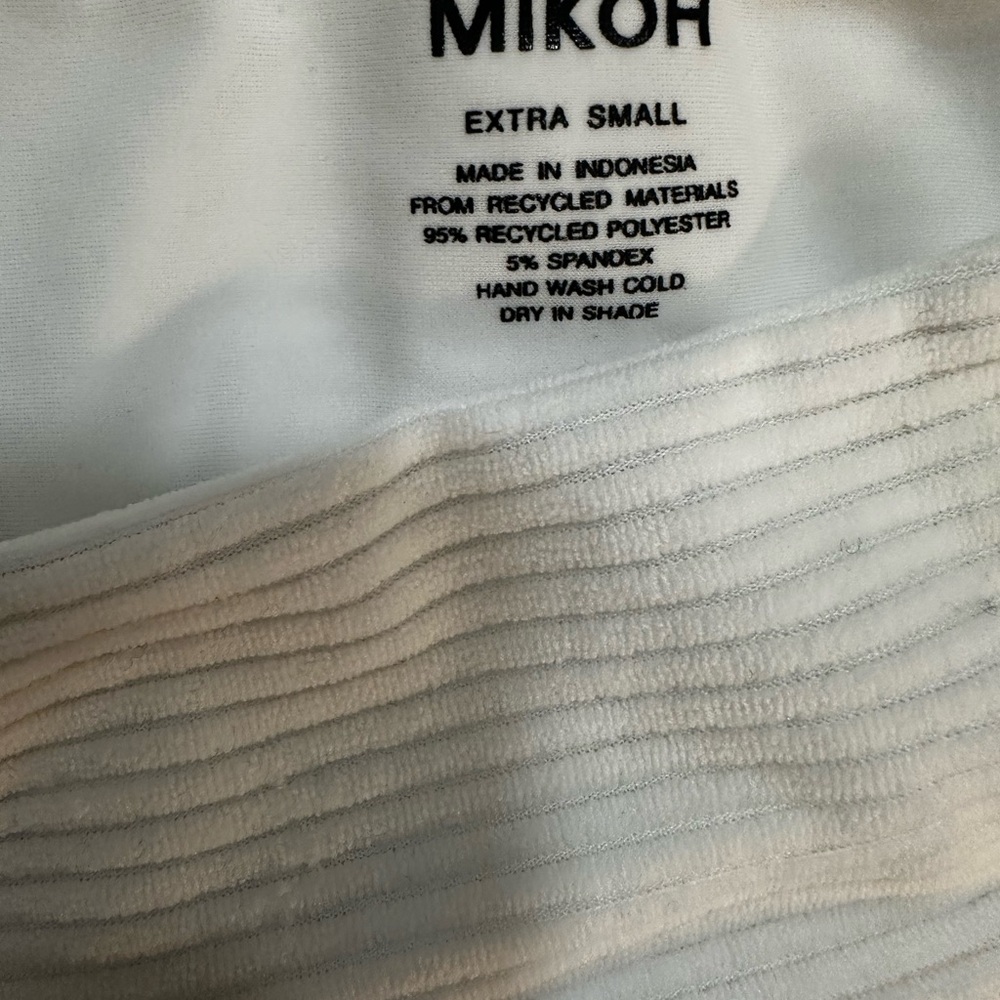 MIKOH
EXTRA SMALL
MADE IN INDONESIA
FROM RECYCLED MATERIALS
95% RECYCLED POLYESTER
5% SPANDEX
HAND WASH COLD
DRY IN SHADE